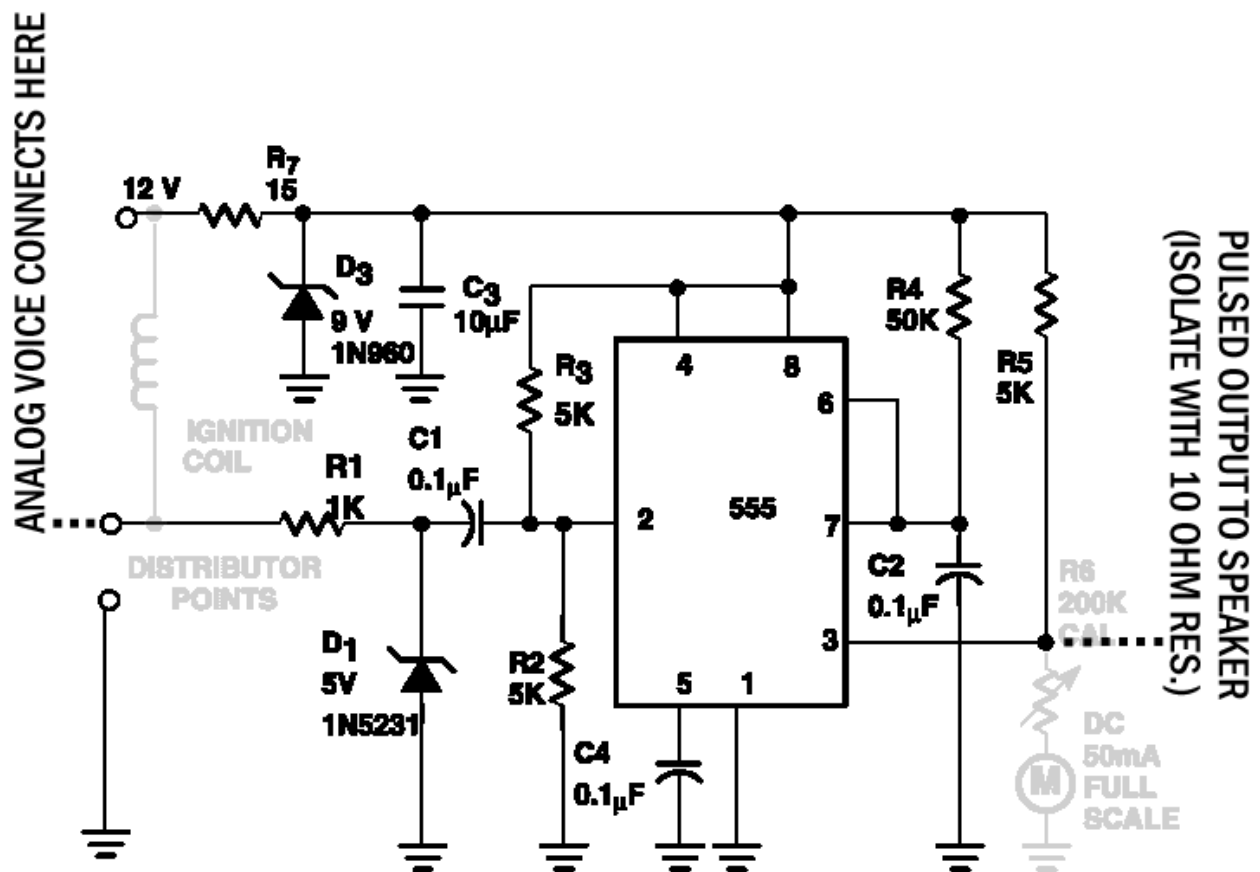 ANALOG VOICE CONNECTS HERE
12 V
R7
15
D3
9 V
1N960
C3
10μF
R3
5K
4
8
6
R4
50K
R5
5K
IGNITION
COIL
C1
0.1μF
R1
1K
2
555
7
DISTRIBUTOR
POINTS
C2
0.1μF
R6
200K
CAL
3
D1
5V
1N5231
R2
5K
5
1
C4
0.1μF
DC
50mA
FULL
SCALE
M
PULSED OUTPUT TO SPEAKER
(ISOLATE WITH 10 OHM RES.)